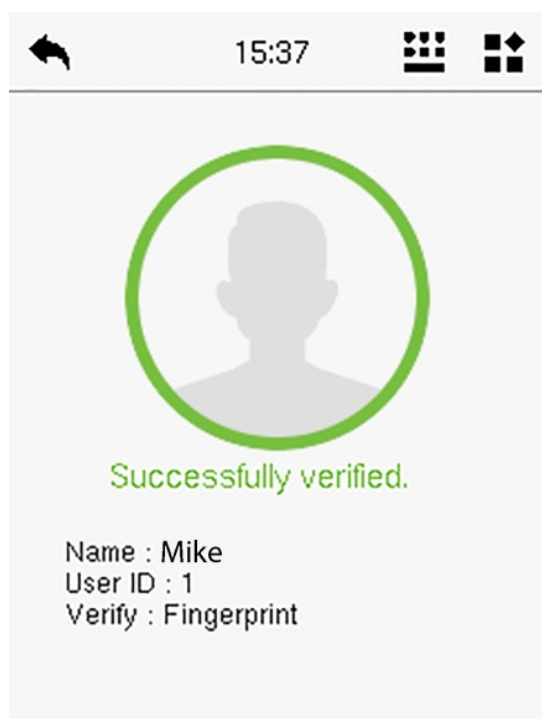 15:37
Successfully verified.
Name : Mike
User ID : 1
Verify : Fingerprint